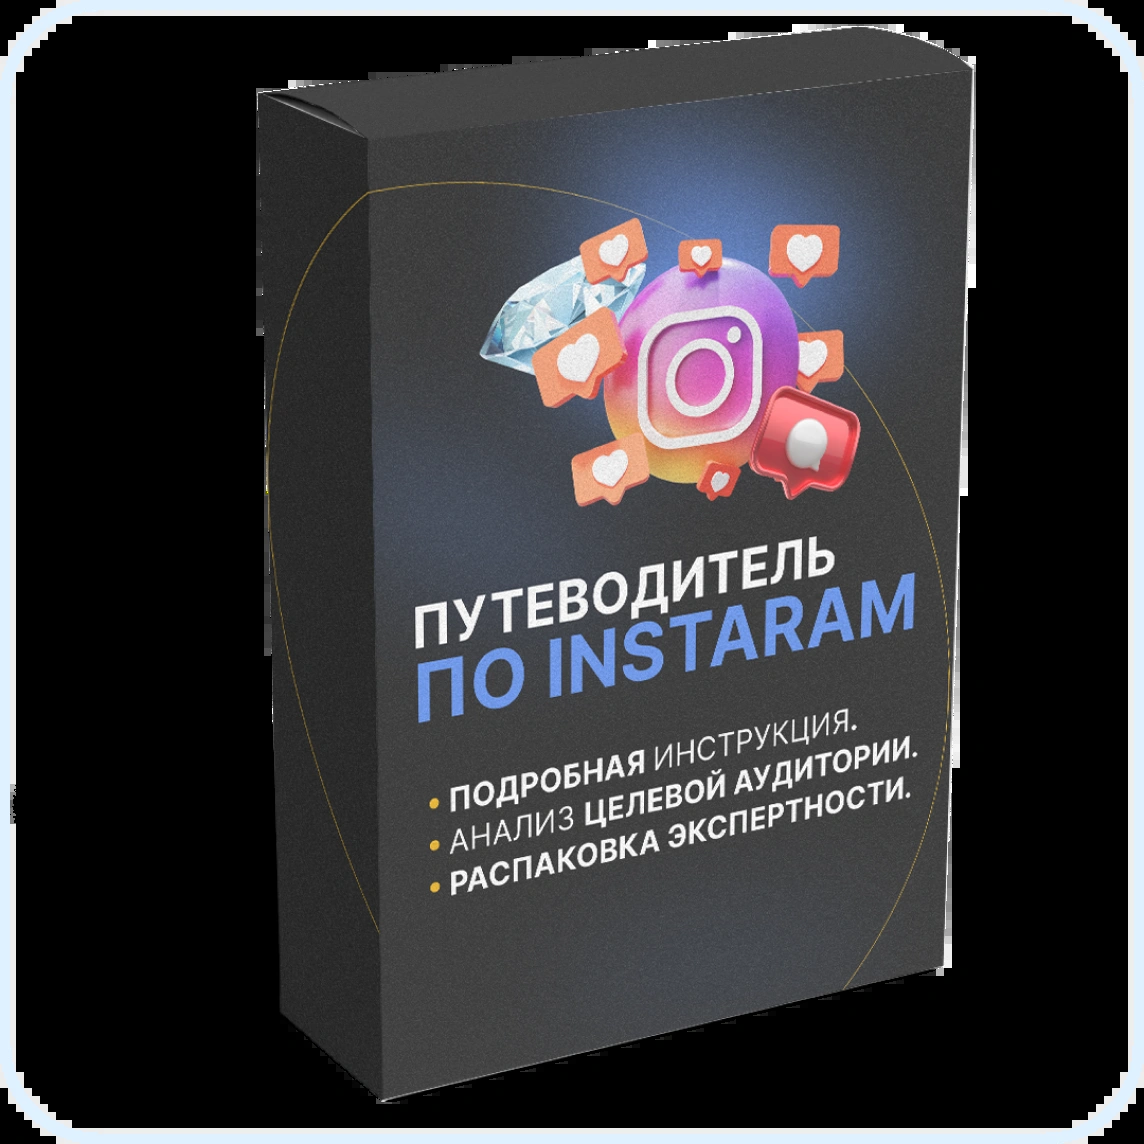 ПУТЕВОДИТЕЛЬ
ПО INSTARAM
• ПОДРОБНАЯ ИНСТРУКЦИЯ.
• АНАЛИЗ ЦЕЛЕВОЙ АУДИТОРИИ.
• РАСПАКОВКА ЭКСПЕРТНОСТИ.